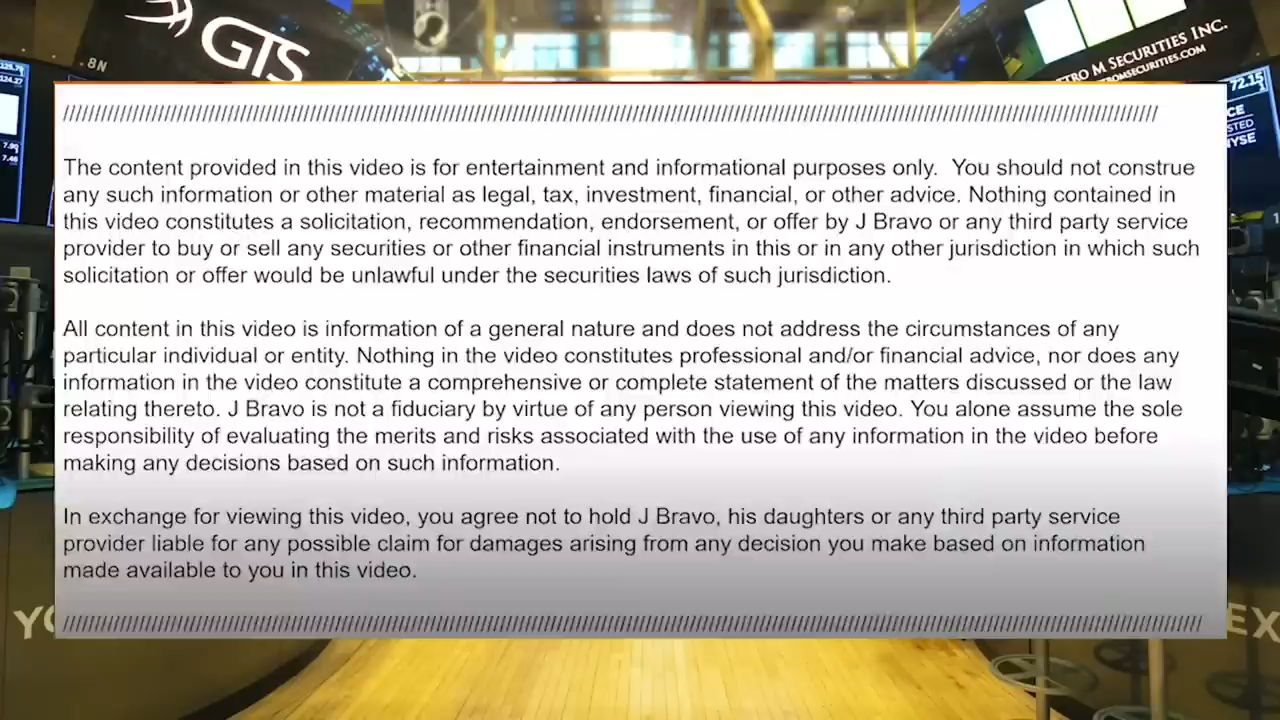 GTS
8N
TRO M SECURITIES INC.
TROMSECURITIES.COM
72.15
////////////////////////////////////////////////////////////////////////////////////////////////////////////////////////////////////////////////////////////////
The content provided in this video is for entertainment and informational purposes only.  You should not construe
any such information or other material as legal, tax, investment, financial, or other advice. Nothing contained in
this video constitutes a solicitation, recommendation, endorsement, or offer by J Bravo or any third party service
provider to buy or sell any securities or other financial instruments in this or in any other jurisdiction in which such
solicitation or offer would be unlawful under the securities laws of such jurisdiction.
All content in this video is information of a general nature and does not address the circumstances of any
particular individual or entity. Nothing in the video constitutes professional and/or financial advice, nor does any
information in the video constitute a comprehensive or complete statement of the matters discussed or the law
relating thereto. J Bravo is not a fiduciary by virtue of any person viewing this video. You alone assume the sole
responsibility of evaluating the merits and risks associated with the use of any information in the video before
making any decisions based on such information.
In exchange for viewing this video, you agree not to hold J Bravo, his daughters or any third party service
provider liable for any possible claim for damages arising from any decision you make based on information
made available to you in this video.
////////////////////////////////////////////////////////////////////////////////////////////////////////////////////////////////////////////////////////////////
YO
EX